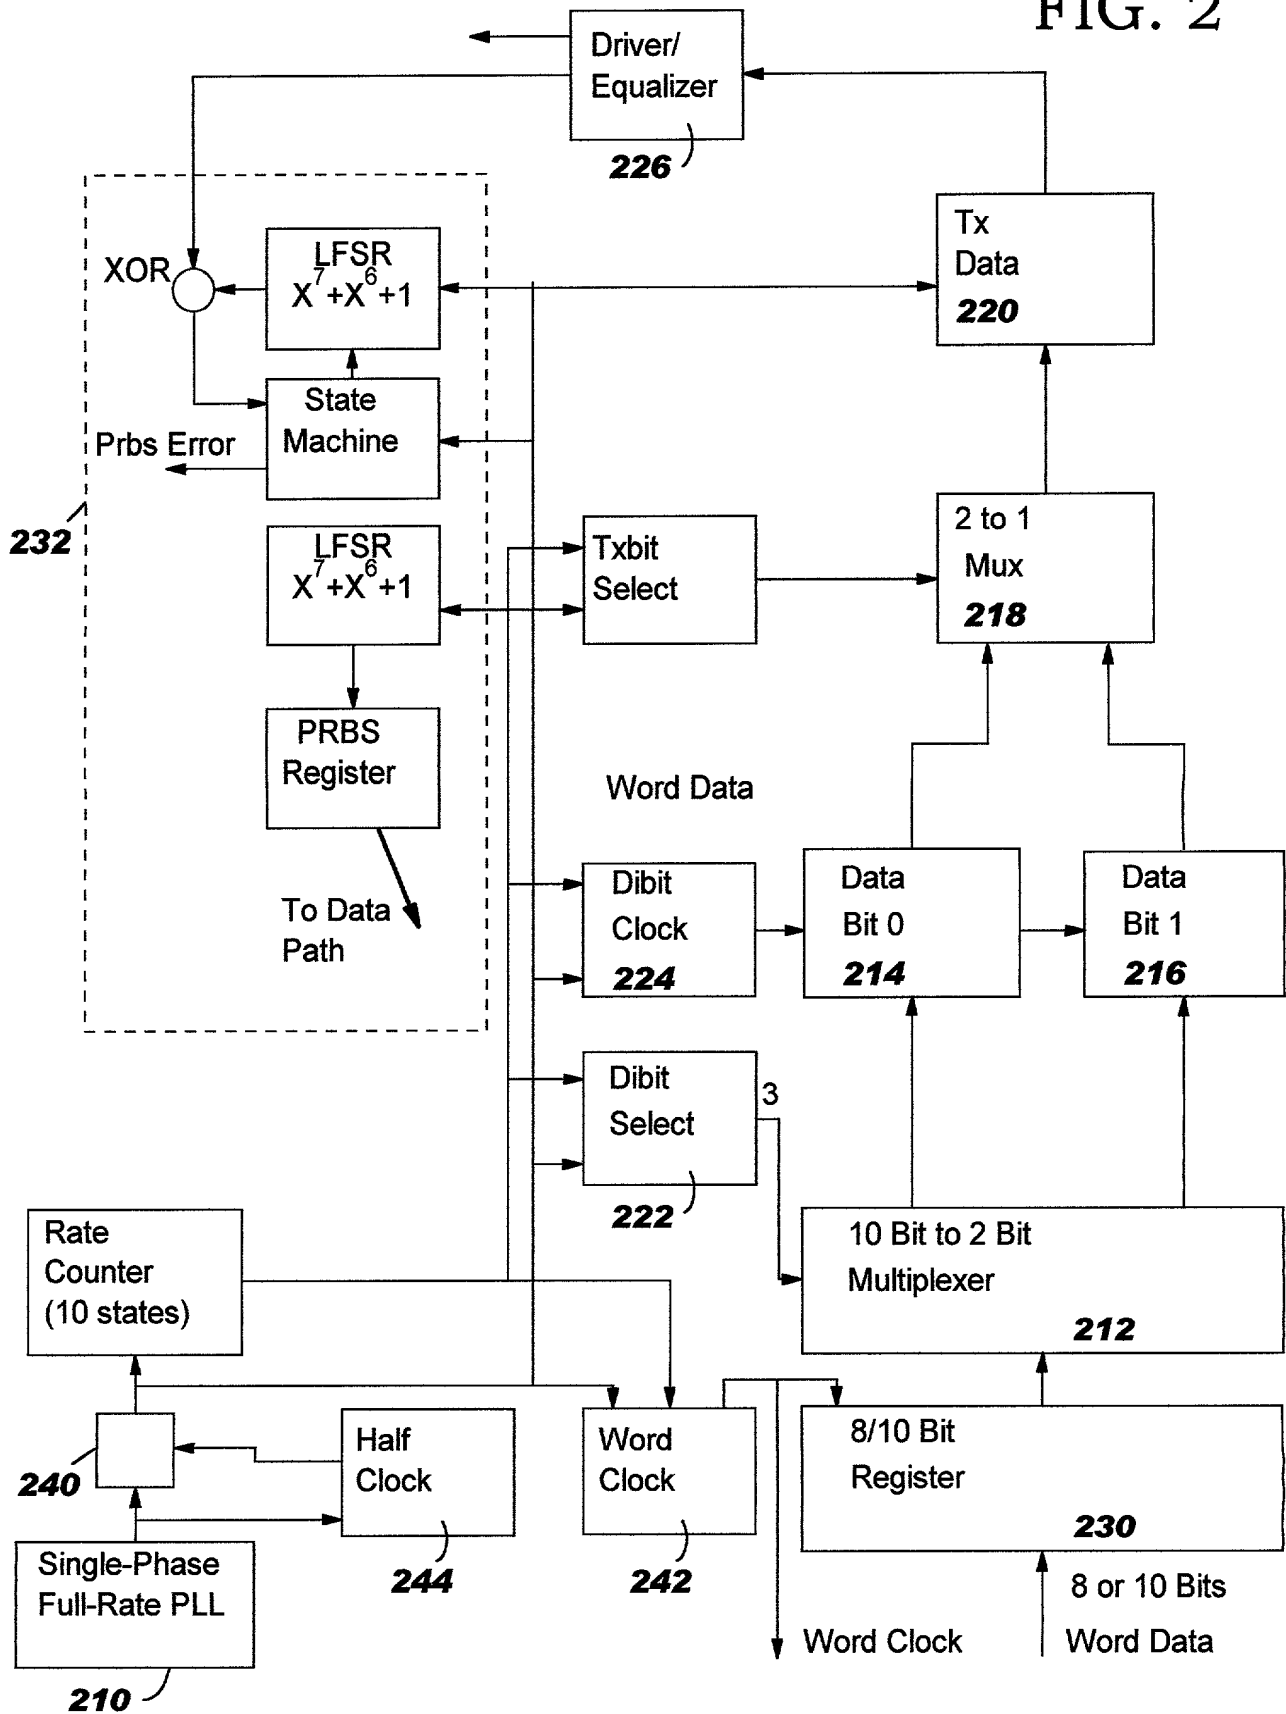 FIG. 2
Driver/
Equalizer
226
Tx
Data
220
XOR
LFSR
X⁷+X⁶+1
State
Machine
Prbs Error
232
LFSR
X⁷+X⁶+1
Txbit
Select
2 to 1
Mux
218
PRBS
Register
To Data
Path
Word Data
Dibit
Clock
224
Data
Bit 0
214
Data
Bit 1
216
Dibit
Select
3
222
Rate
Counter
(10 states)
10 Bit to 2 Bit
Multiplexer
212
240
Half
Clock
244
Word
Clock
242
8/10 Bit
Register
230
Single-Phase
Full-Rate PLL
210
8 or 10 Bits
Word Clock
Word Data